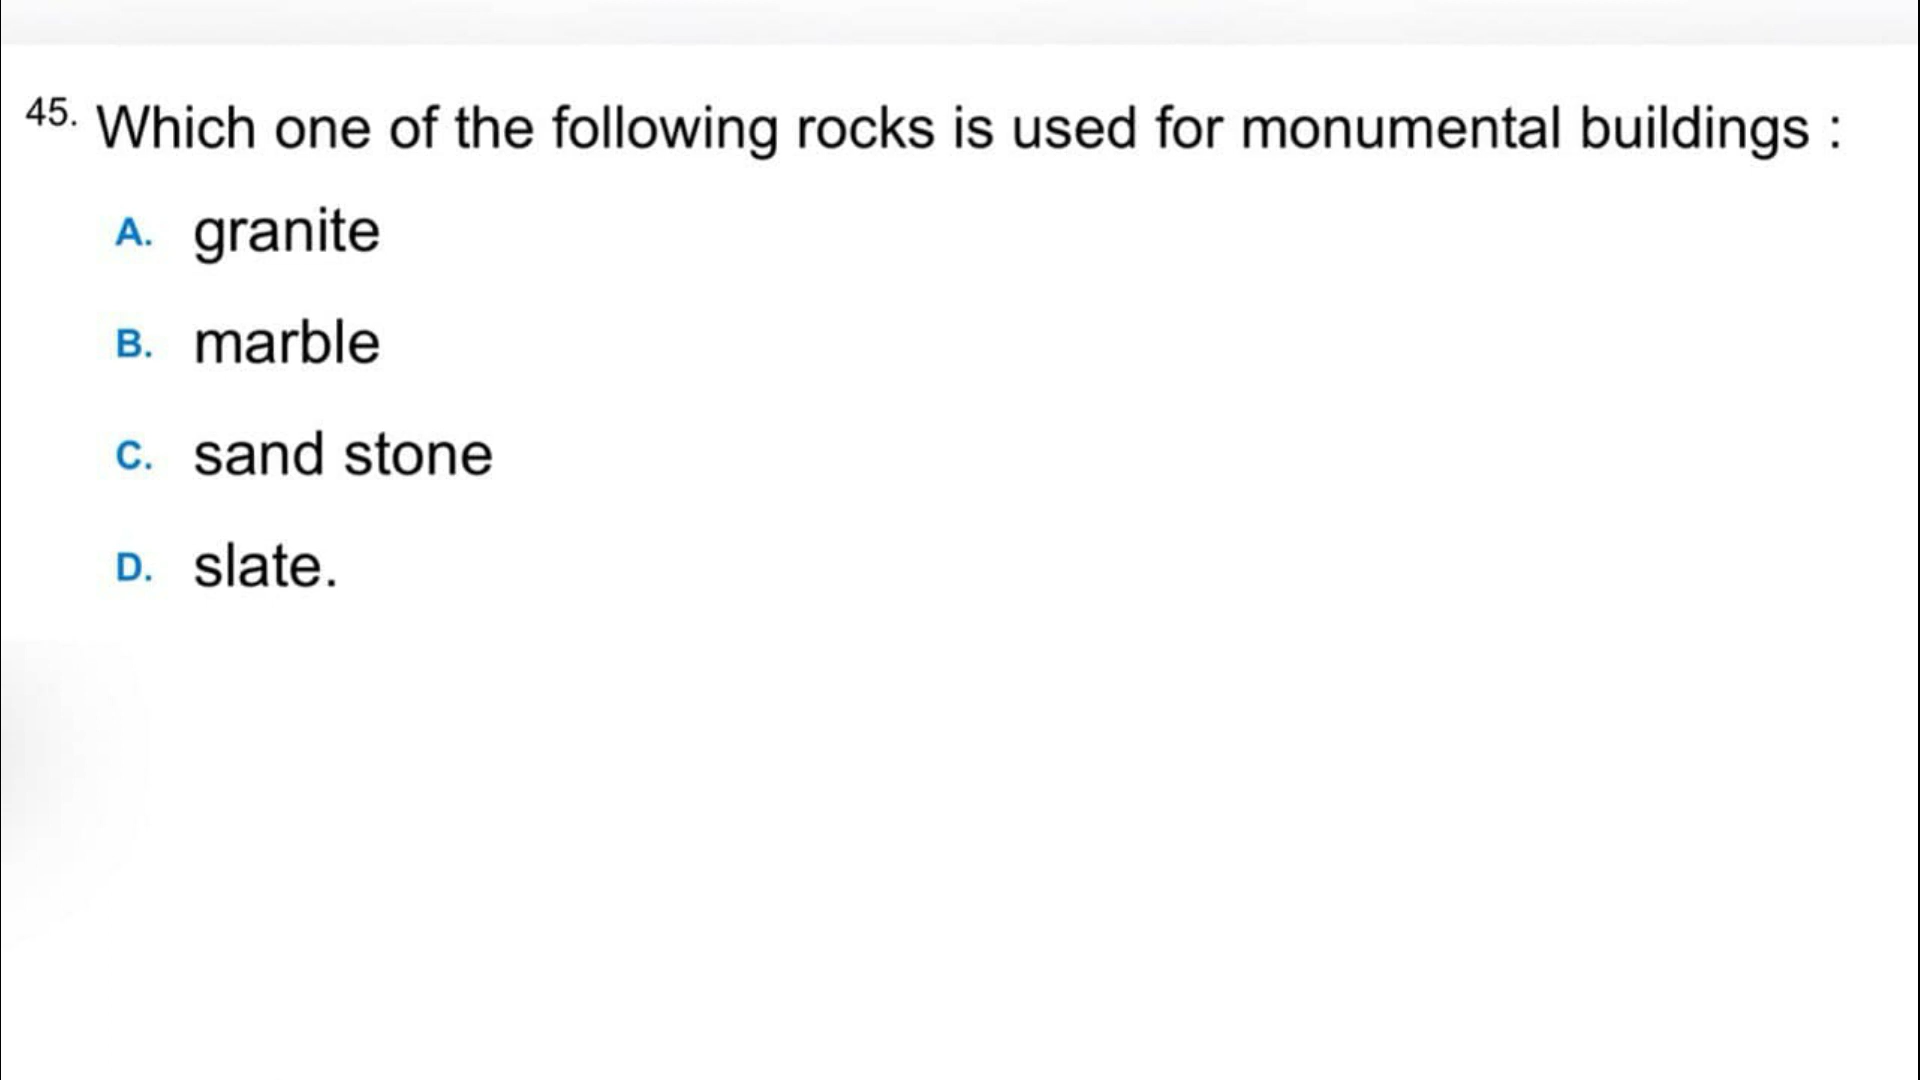 45. Which one of the following rocks is used for monumental buildings :
A. granite
B. marble
C. sand stone
D. slate.